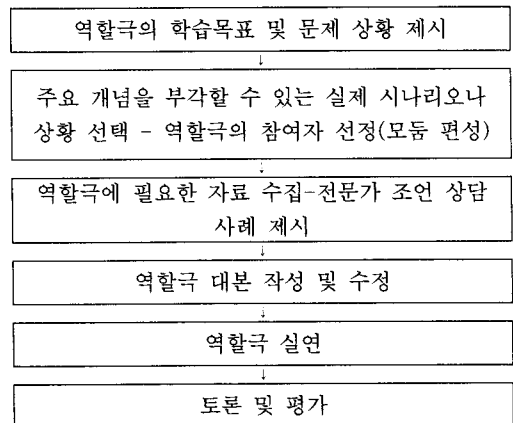 역할극의 학습목표 및 문제 상황 제시
주요 개념을 부각할 수 있는 실제 시나리오나
상황 선택 - 역할극의 참여자 선정(모둠 편성)
역할극에 필요한 자료 수집-전문가 조언 상담
사례 제시
역할극 대본 작성 및 수정
역할극 실연
토론 및 평가